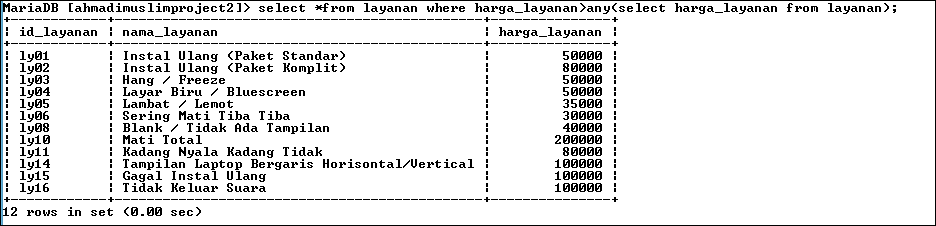 MariaDB [ahmadimuslimproject2]> select *from layanan where harga_layanan>any(select harga_layanan from layanan);
+------------+----------------------------------------------+---------------+
¦ id_layanan ¦ nama_layanan                                 ¦ harga_layanan ¦
+------------+----------------------------------------------+---------------+
¦ ly01       ¦ Instal Ulang (Paket Standar)                 ¦         50000 ¦
¦ ly02       ¦ Instal Ulang (Paket Komplit)                 ¦         80000 ¦
¦ ly03       ¦ Hang / Freeze                                ¦         50000 ¦
¦ ly04       ¦ Layar Biru / Bluescreen                      ¦         50000 ¦
¦ ly05       ¦ Lambat / Lemot                               ¦         35000 ¦
¦ ly06       ¦ Sering Mati Tiba Tiba                        ¦         30000 ¦
¦ ly08       ¦ Blank / Tidak Ada Tampilan                   ¦         40000 ¦
¦ ly10       ¦ Mati Total                                   ¦        200000 ¦
¦ ly11       ¦ Kadang Nyala Kadang Tidak                    ¦         80000 ¦
¦ ly14       ¦ Tampilan Laptop Bergaris Horisontal/Vertical ¦        100000 ¦
¦ ly15       ¦ Gagal Instal Ulang                           ¦        100000 ¦
¦ ly16       ¦ Tidak Keluar Suara                           ¦        100000 ¦
+------------+----------------------------------------------+---------------+
12 rows in set (0.00 sec)